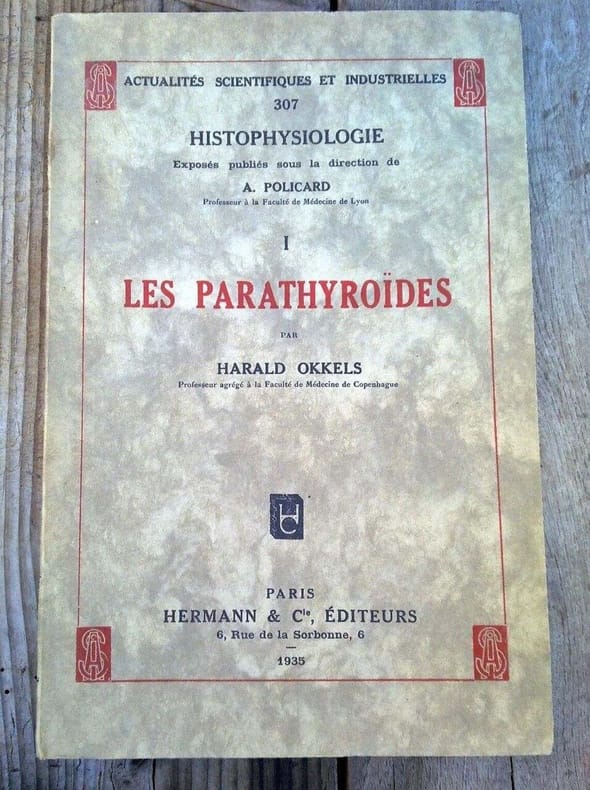 ACTUALITÉS SCIENTIFIQUES ET INDUSTRIELLES
307
HISTOPHYSIOLOGIE
Exposés publiés sous la direction de
A. POLICARD
Professeur à la Faculté de Médecine de Lyon
I
LES PARATHYROÏDES
PAR
HARALD OKKELS
Professeur agrégé à la Faculté de Médecine de Copenhague
HC
PARIS
HERMANN & Cie, ÉDITEURS
6, Rue de la Sorbonne, 6
1935